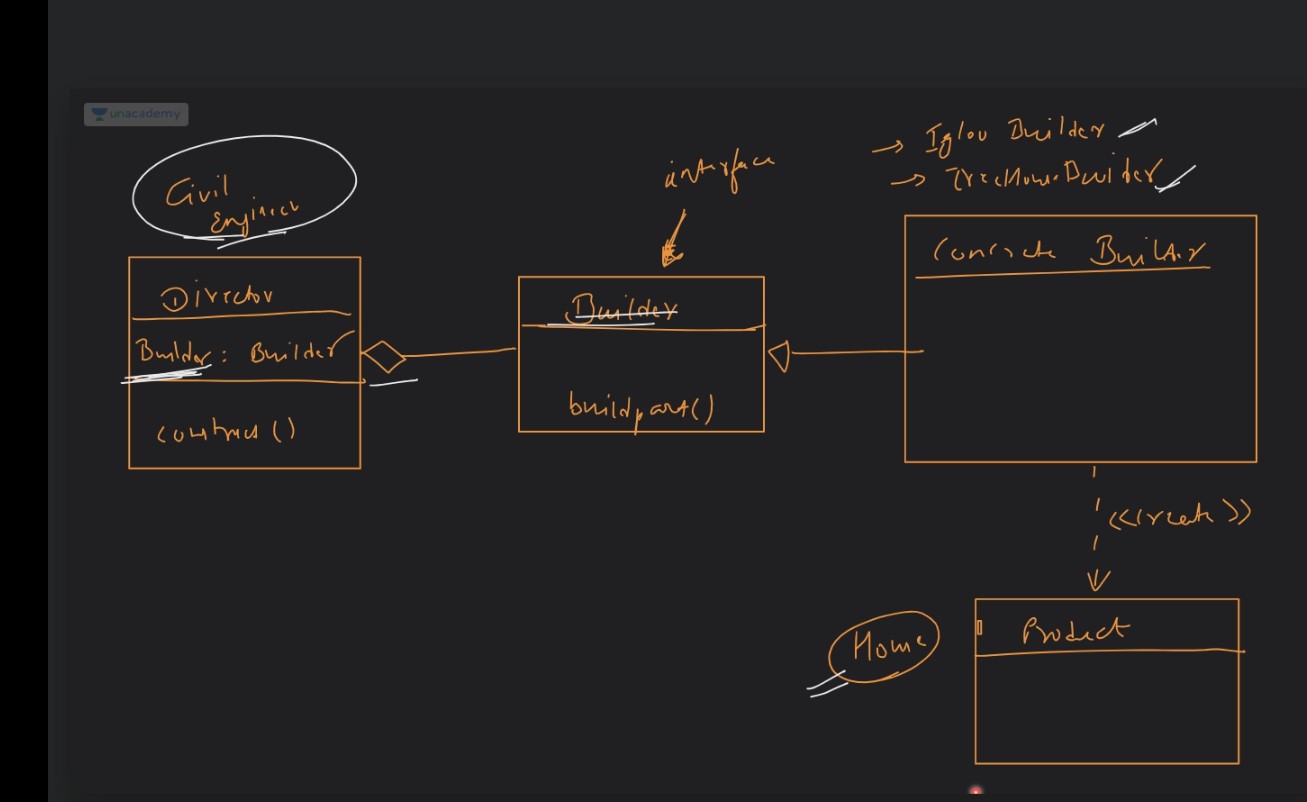 unacademy
Civil
Engineer
Director
Builder : Builder
construct ()
interface
Builder
buildpart()
→ Igloo Builder
→ TreeHouseBuilder
Concrete Builder
<<create>>
Home
Product